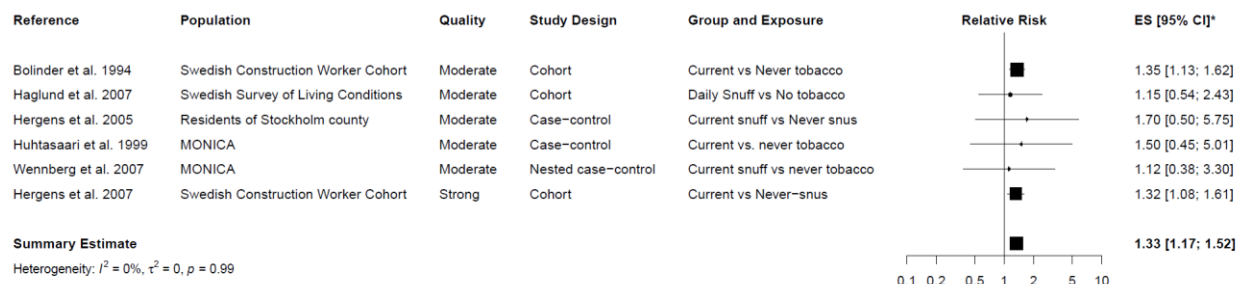 Reference Population Quality Study Design Group and Exposure Relative Risk ES [95% CI]*
Bolinder et al. 1994 Swedish Construction Worker Cohort Moderate Cohort Current vs Never tobacco 1.35 [1.13; 1.62]
Haglund et al. 2007 Swedish Survey of Living Conditions Moderate Cohort Daily Snuff vs No tobacco 1.15 [0.54; 2.43]
Hergens et al. 2005 Residents of Stockholm county Moderate Case−control Current snuff vs Never snus 1.70 [0.50; 5.75]
Huhtasaari et al. 1999 MONICA Moderate Case−control Current vs. never tobacco 1.50 [0.45; 5.01]
Wennberg et al. 2007 MONICA Moderate Nested case−control Current snuff vs never tobacco 1.12 [0.38; 3.30]
Hergens et al. 2007 Swedish Construction Worker Cohort Strong Cohort Current vs Never−snus 1.32 [1.08; 1.61]
Summary Estimate 1.33 [1.17; 1.52]
Heterogeneity: I² = 0%, τ² = 0, p = 0.99
0.1 0.2 0.5 1 2 5 10